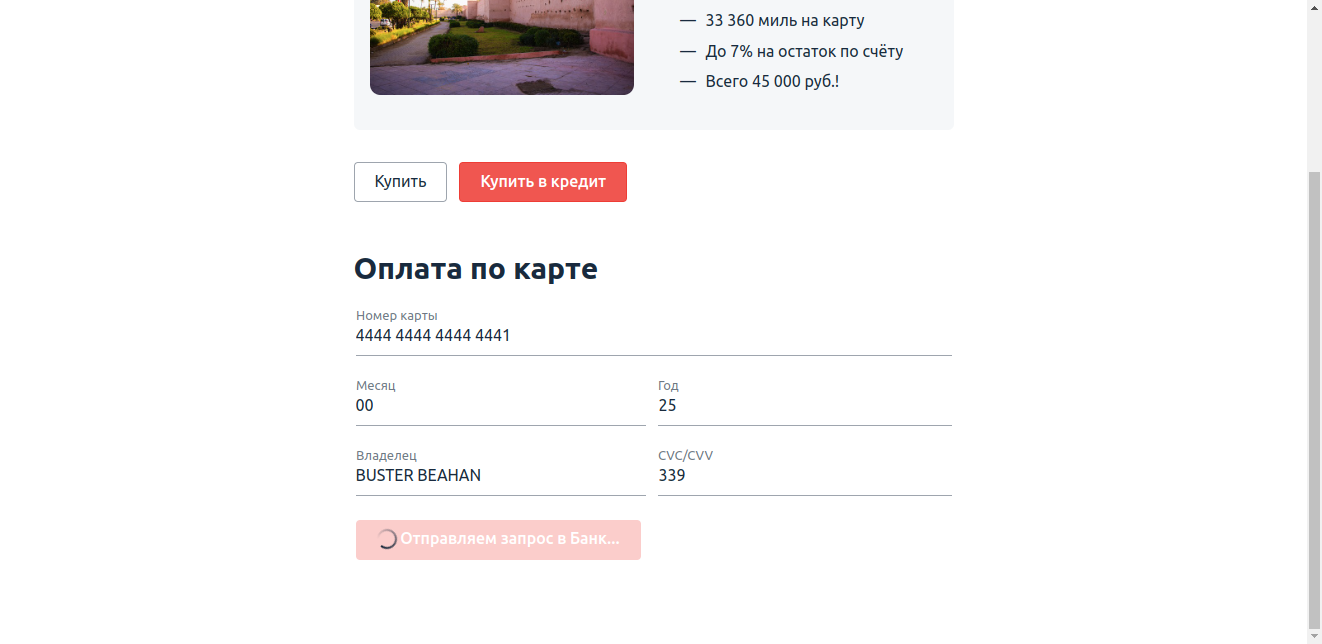 — 33 360 миль на карту
— До 7% на остаток по счёту
— Всего 45 000 руб.!
Купить
Купить в кредит
Оплата по карте
Номер карты
4444 4444 4444 4441
Месяц
Год
00
25
Владелец
CVC/CVV
BUSTER BEAHAN
339
Отправляем запрос в Банк...